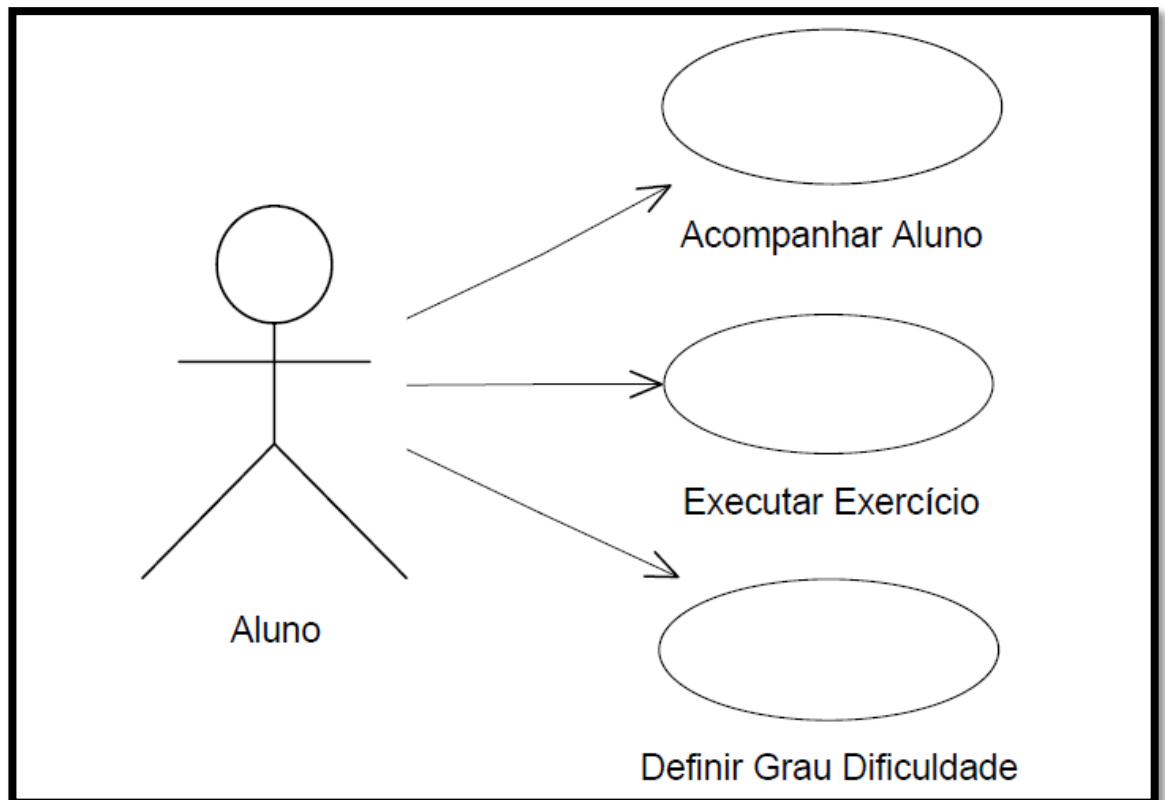 Acompanhar Aluno
Executar Exercício
Aluno
Definir Grau Dificuldade